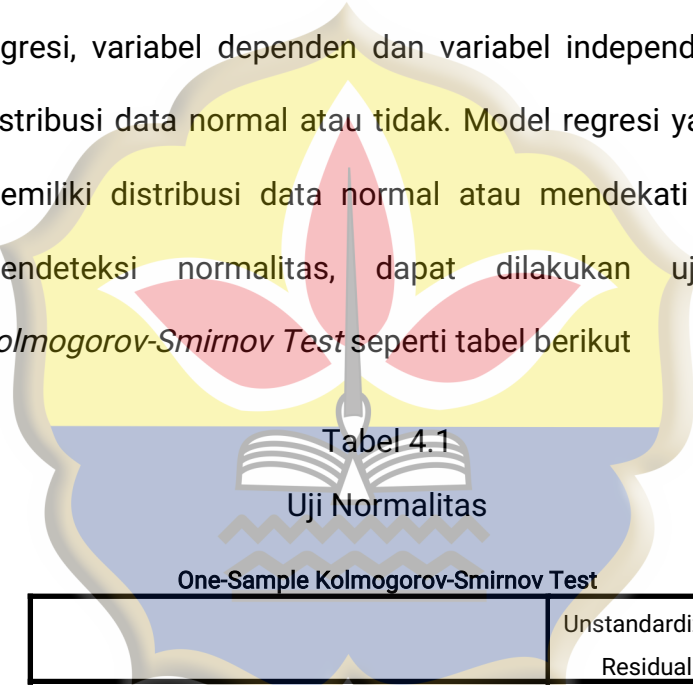 gresi, variabel dependen dan variabel independ
stribusi data normal atau tidak. Model regresi ya
emiliki distribusi data normal atau mendekati
endeteksi normalitas, dapat dilakukan uj
olmogorov-Smirnov Test seperti tabel berikut
Tabel 4.1
Uji Normalitas
One-Sample Kolmogorov-Smirnov Test
Unstandardi
Residual